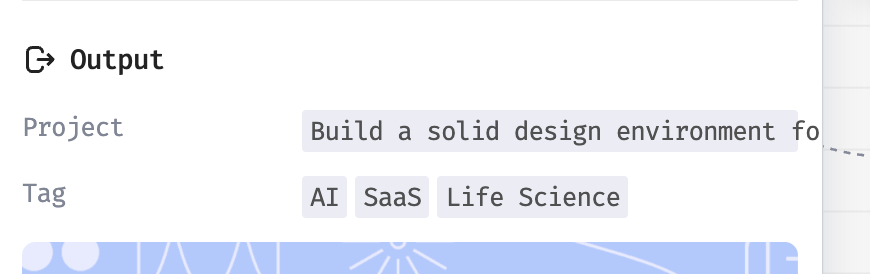 Output
Project
Build a solid design environment fo
Tag
AI SaaS Life Science